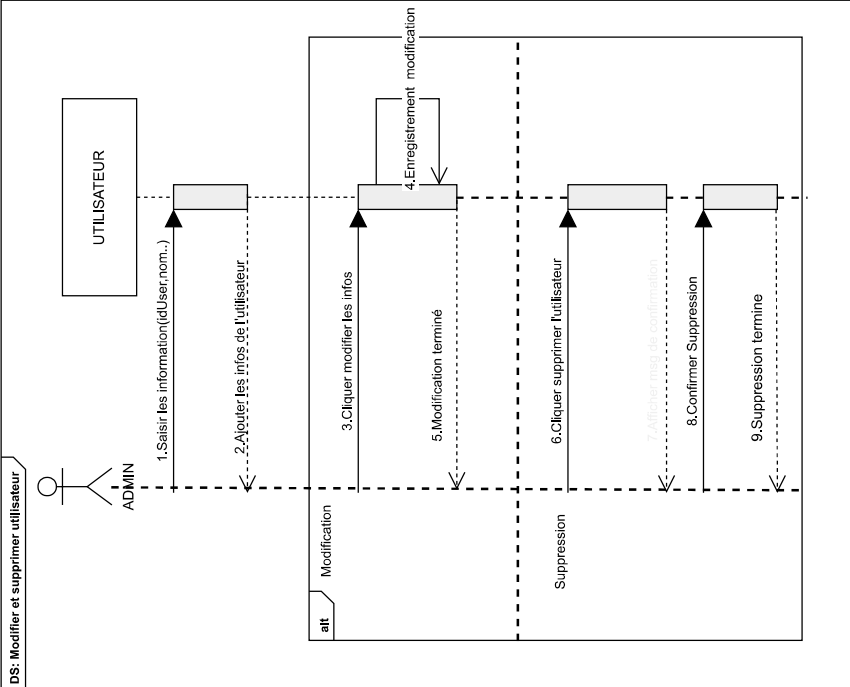 DS: Modifier et supprimer utilisateur
ADMIN
UTILISATEUR
1.Saisir les information(idUser,nom..)
2.Ajouter les infos de l'utilisateur
alt
Modification
3.Cliquer modifier les infos
4.Enregistrement modification
5.Modification terminé
Suppression
6.Cliquer supprimer l'utilisateur
7.Afficher msg de confirmation
8.Confirmer Suppression
9.Suppression termine